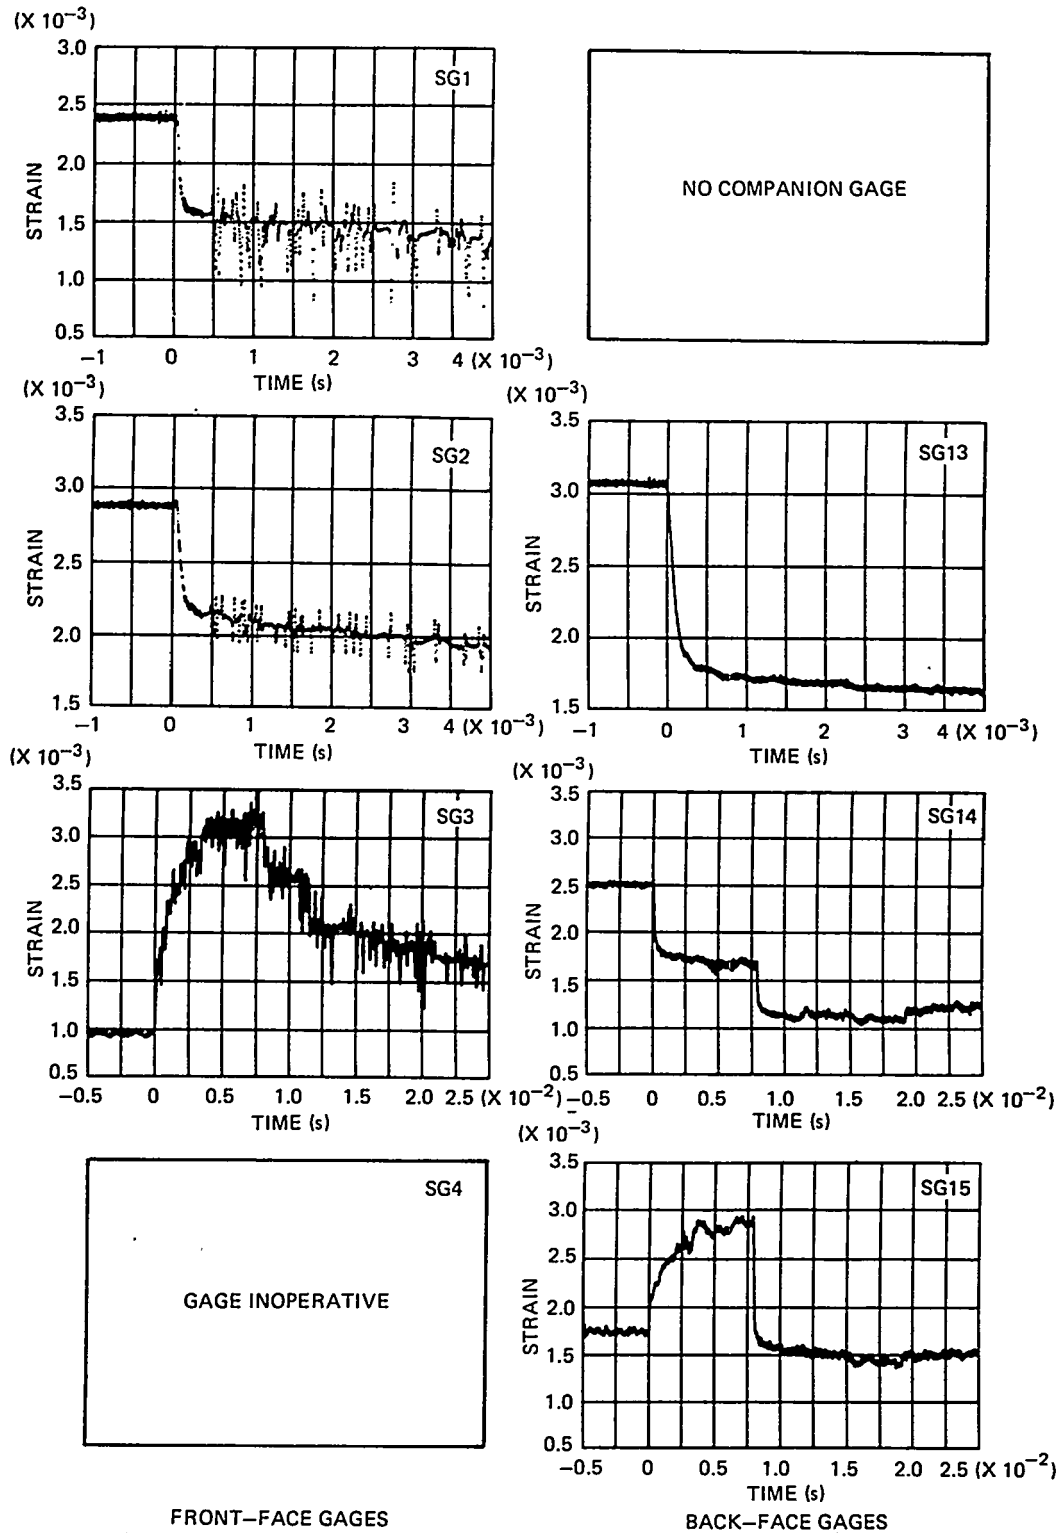 (X 10−3)
3.0
2.5
2.0
1.5
1.0
0.5
STRAIN
SG1
−1 0 1 2 3 4 (X 10−3)
TIME (s)
NO COMPANION GAGE
(X 10−3)
3.5
3.0
2.5
2.0
1.5
STRAIN
SG2
−1 0 1 2 3 4 (X 10−3)
TIME (s)
(X 10−3)
3.5
3.0
2.5
2.0
1.5
STRAIN
SG13
−1 0 1 2 3 4 (X 10−3)
TIME (s)
(X 10−3)
3.5
3.0
2.5
2.0
1.5
1.0
0.5
STRAIN
SG3
−0.5 0 0.5 1.0 1.5 2.0 2.5 (X 10−2)
TIME (s)
(X 10−3)
3.5
3.0
2.5
2.0
1.5
1.0
0.5
STRAIN
SG14
−0.5 0 0.5 1.0 1.5 2.0 2.5 (X 10−2)
TIME (s)
SG4
GAGE INOPERATIVE
(X 10−3)
3.5
3.0
2.5
2.0
1.5
1.0
0.5
STRAIN
SG15
−0.5 0 0.5 1.0 1.5 2.0 2.5 (X 10−2)
TIME (s)
FRONT−FACE GAGES
BACK−FACE GAGES